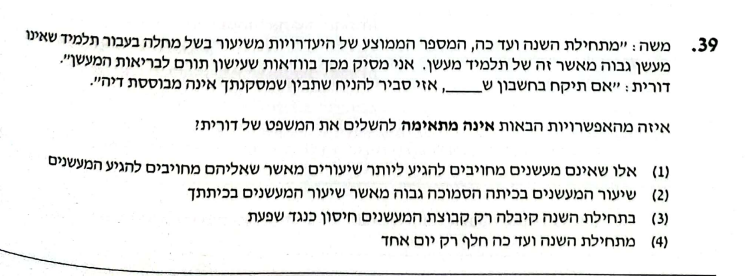 39. משה: "מתחילת השנה ועד כה, המספר הממוצע של היעדרויות משיעור בשל מחלה בעבור תלמיד שאינו
מעשן גבוה מאשר זה של תלמיד מעשן. אני מסיק מכך בוודאות שעישון תורם לבריאות המעשן".
דורית: "אם תיקח בחשבון ש_____, אזי סביר להניח שתבין שמסקנתך אינה מבוססת דיה".
איזה מהאפשרויות הבאות אינה מתאימה להשלים את המשפט של דורית?
(1) אלו שאינם מעשנים מחויבים להגיע ליותר שיעורים מאשר שאליהם מחויבים להגיע המעשנים
(2) שיעור המעשנים בכיתה הסמוכה גבוה מאשר שיעור המעשנים בכיתתך
(3) בתחילת השנה קיבלה רק קבוצת המעשנים חיסון כנגד שפעת
(4) מתחילת השנה ועד כה חלף רק יום אחד